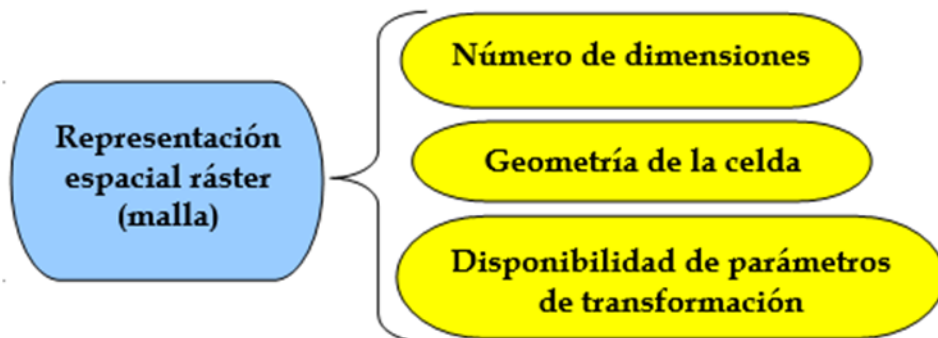 Representación
espacial ráster
(malla)
Número de dimensiones
Geometría de la celda
Disponibilidad de parámetros
de transformación